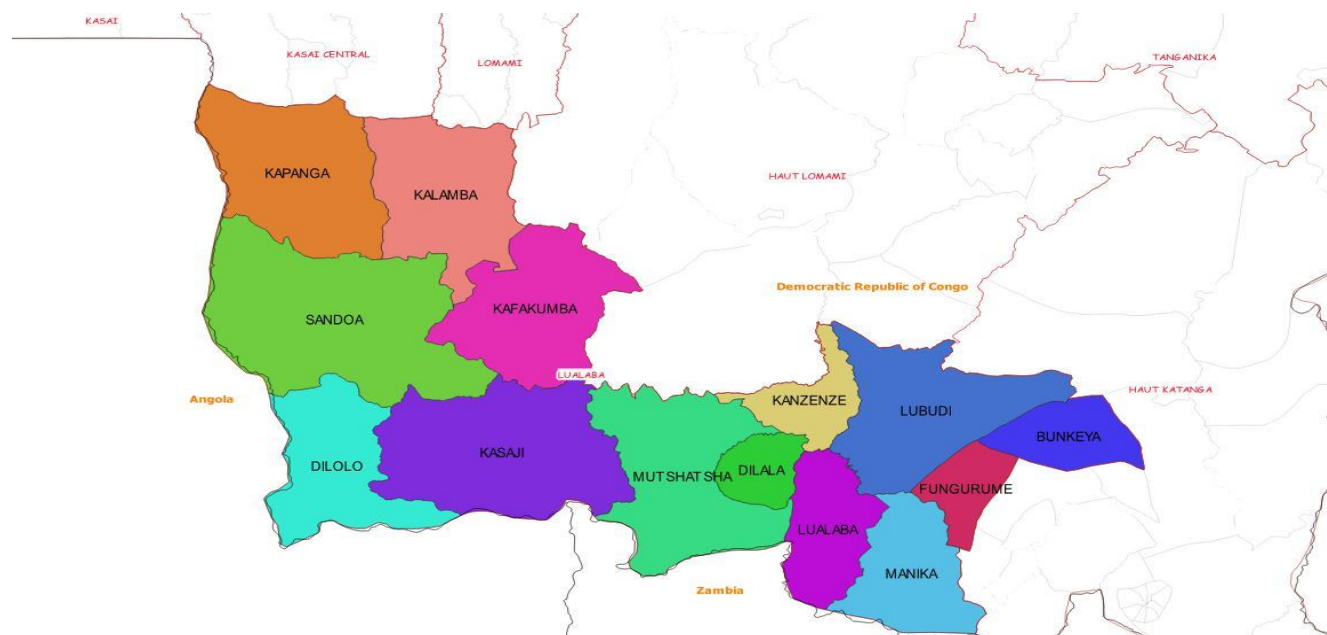 KASAI
KASAI CENTRAL
LOMAMI
TANGANIKA
KAPANGA
KALAMBA
HAUT LOMAMI
Democratic Republic of Congo
SANDOA
KAFAKUMBA
LUALABA
Angola
KANZENZE
HAUT KATANGA
LUBUDI
BUNKEYA
DILOLO
KASAJI
MUTSHATSHA
DILALA
FUNGURUME
LUALABA
MANIKA
Zambia